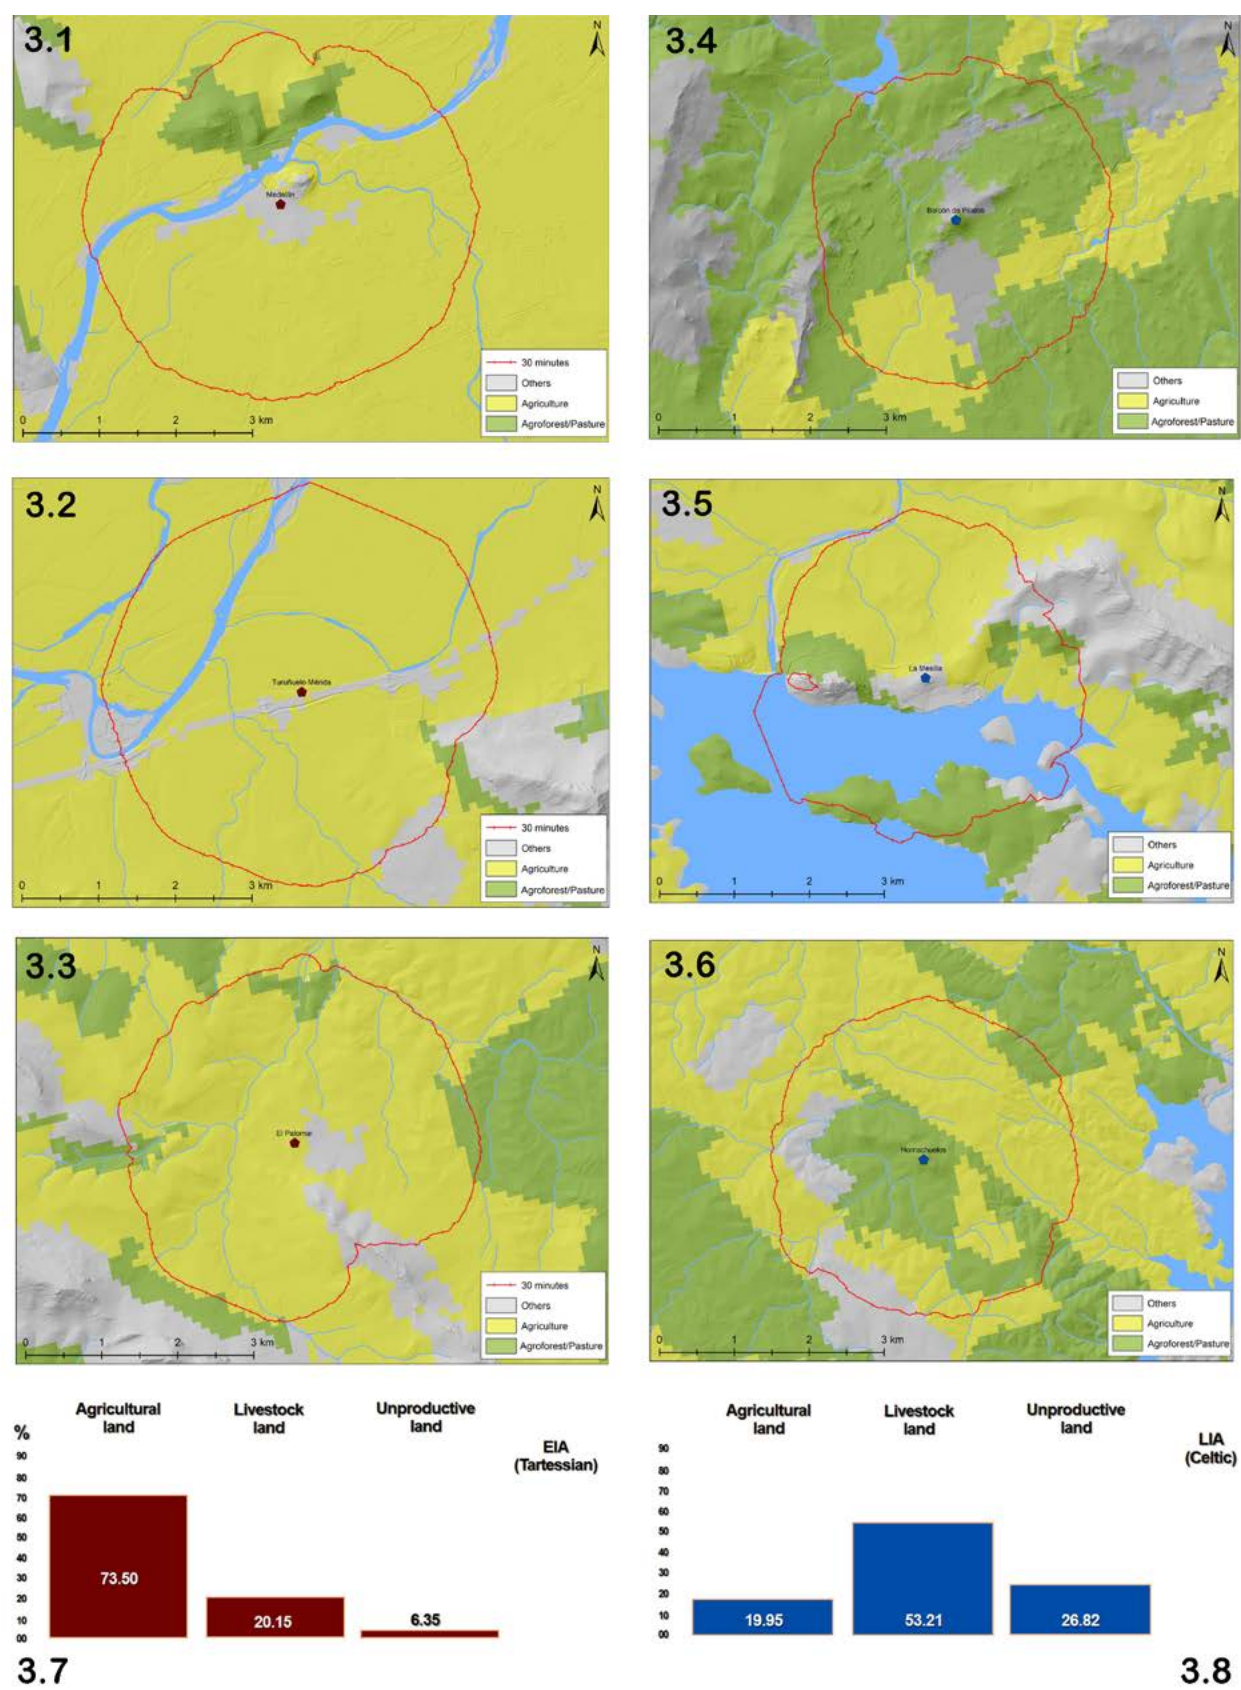 3.1
N
Medellín
30 minutes
Others
Agriculture
Agroforest/Pasture
0 1 2 3 km
3.4
N
Balcón de Pilatos
Others
Agriculture
Agroforest/Pasture
0 1 2 3 km
3.2
N
Turuñuelo Mérida
30 minutes
Others
Agriculture
Agroforest/Pasture
0 1 2 3 km
3.5
N
La Mesilla
Others
Agriculture
Agroforest/Pasture
0 1 2 3 km
3.3
N
El Palomar
30 minutes
Others
Agriculture
Agroforest/Pasture
0 1 2 3 km
3.6
N
Hornachuelos
Others
Agriculture
Agroforest/Pasture
0 1 2 3 km
Agricultural
land
Livestock
land
Unproductive
land
EIA
(Tartessian)
%
90
80
70
60
50
40
30
20
10
00
73.50
20.15
6.35
3.7
Agricultural
land
Livestock
land
Unproductive
land
LIA
(Celtic)
90
80
70
60
50
40
30
20
10
00
19.95
53.21
26.82
3.8